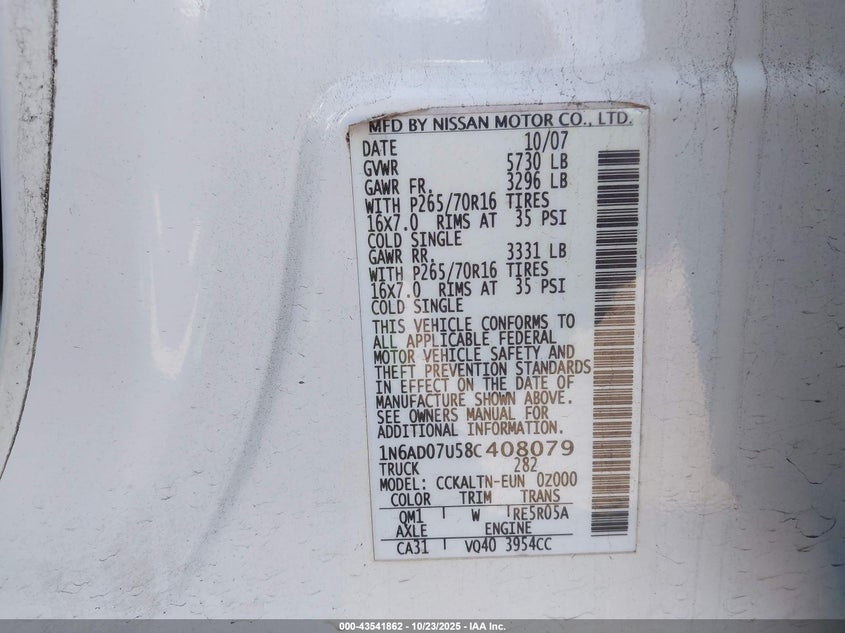 MFD BY NISSAN MOTOR CO., LTD.
DATE 10/07
GVWR 5730 LB
GAWR FR. 3296 LB
WITH P265/70R16 TIRES
16X7.0 RIMS AT 35 PSI
COLD SINGLE
GAWR RR. 3331 LB
WITH P265/70R16 TIRES
16X7.0 RIMS AT 35 PSI
COLD SINGLE
THIS VEHICLE CONFORMS TO
ALL APPLICABLE FEDERAL
MOTOR VEHICLE SAFETY AND
THEFT PREVENTION STANDARDS
IN EFFECT ON THE DATE OF
MANUFACTURE SHOWN ABOVE.
SEE OWNERS MANUAL FOR
ADDITIONAL INFORMATION.
1N6AD07U58C408079
TRUCK 282
MODEL: CCKALTN-EUN 0Z000
COLOR TRIM TRANS
QM1 W RE5R05A
AXLE ENGINE
CA31 VQ40 3954CC
000-43541862 - 10/23/2025 - IAA Inc.